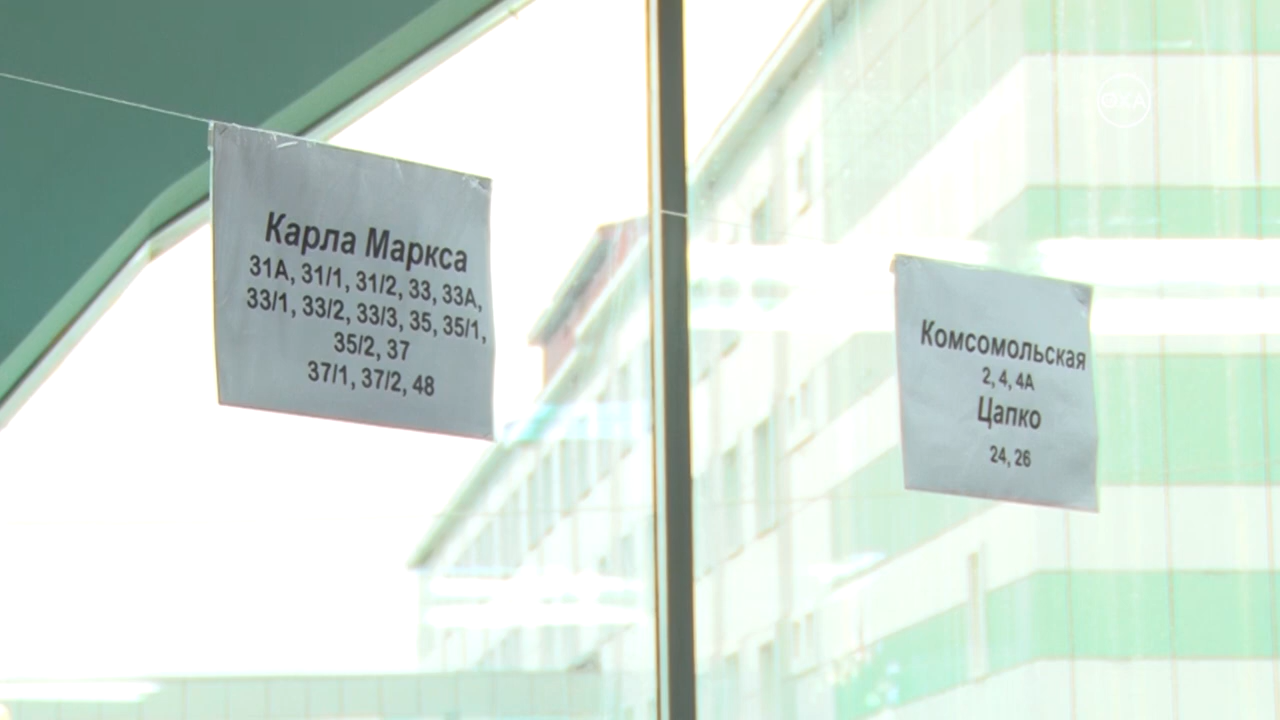 Карла Маркса
31А, 31/1, 31/2, 33, 33А,
33/1, 33/2, 33/3, 35, 35/1,
35/2, 37
37/1, 37/2, 48
Комсомольская
2, 4, 4А
Цапко
24, 26